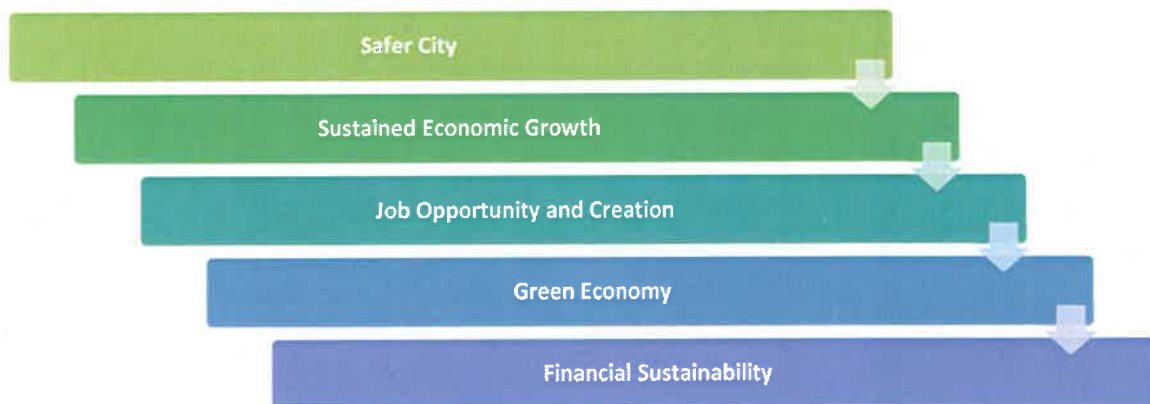 Safer City
Sustained Economic Growth
Job Opportunity and Creation
Green Economy
Financial Sustainability